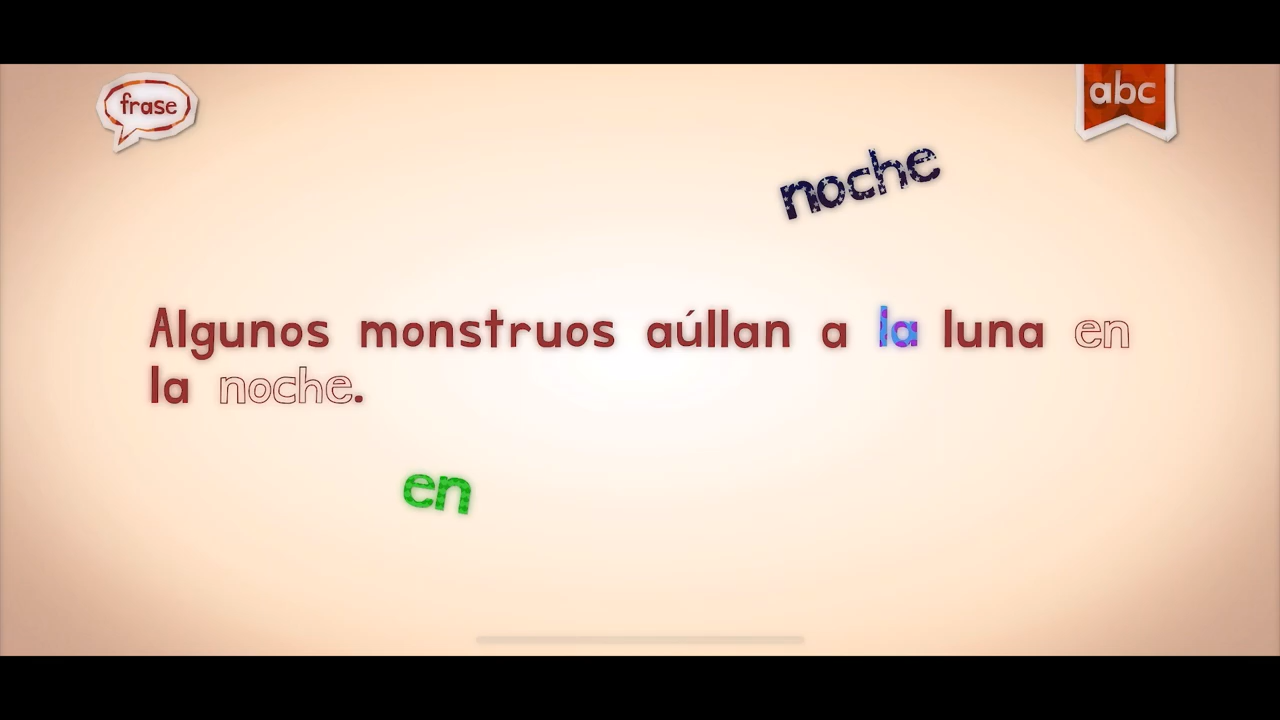 frase
abc
noche
Algunos monstruos aúllan a la luna en
la noche.
en